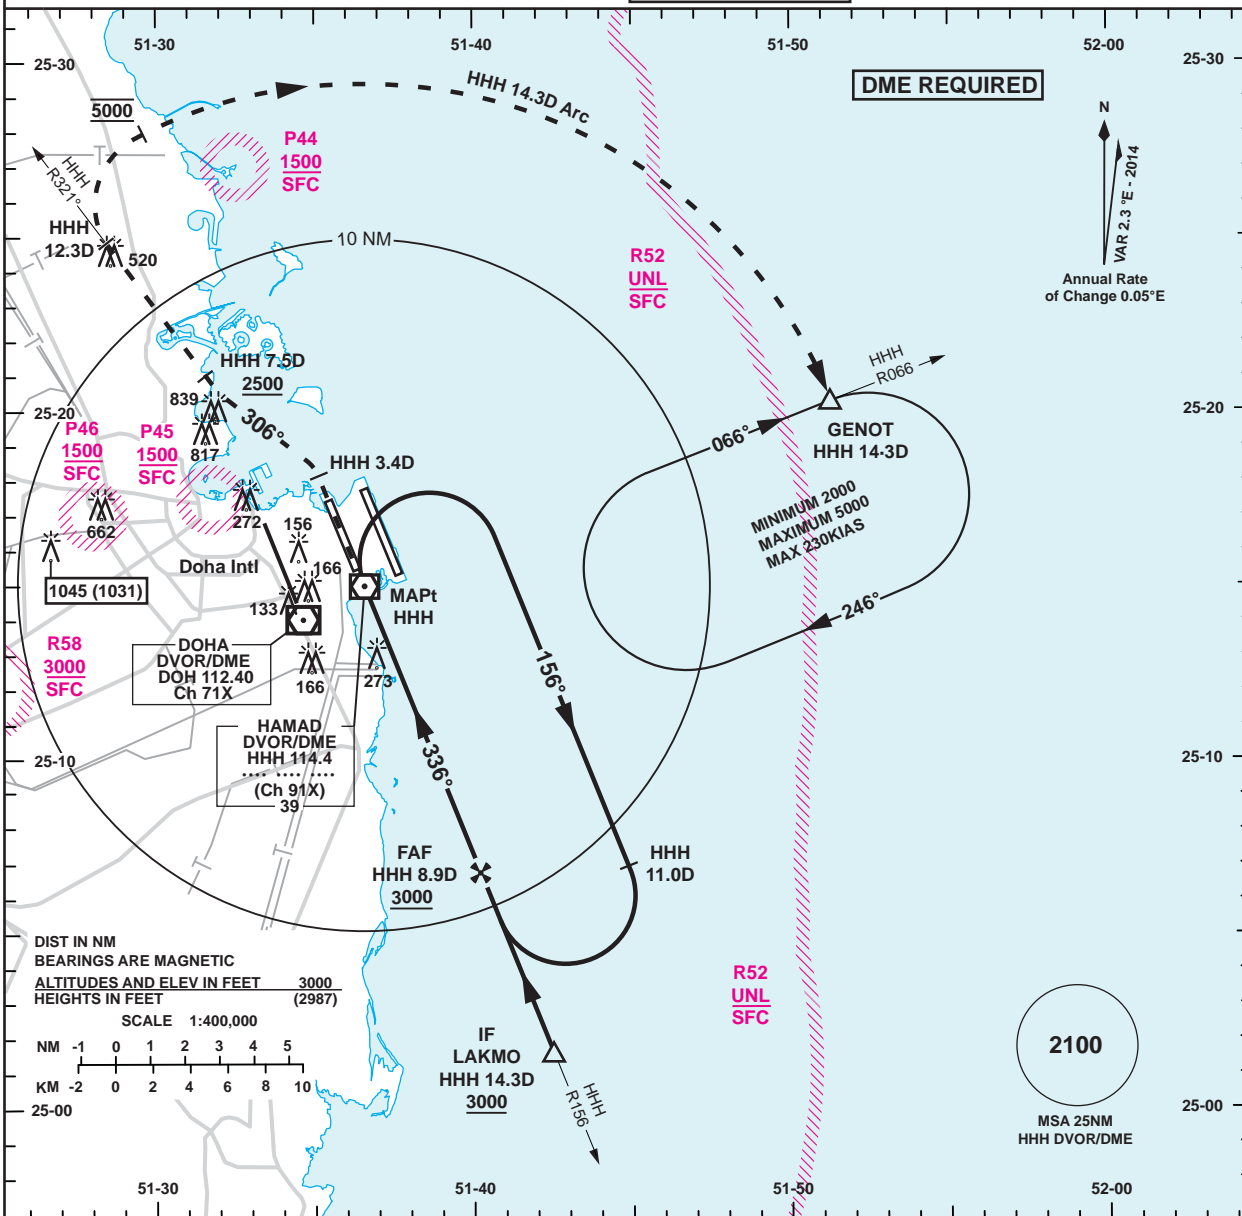 51-30
51-40
51-50
52-00
25-30
25-30
DME REQUIRED
HHH 14.3D Arc
5000
P44
1500
SFC
N
VAR 2.3 °E - 2014
Annual Rate
of Change 0.05°E
HHH
R321°
HHH
12.3D
520
10 NM
R52
UNL
SFC
HHH 7.5D
2500
HHH
R066
839
306°
25-20
25-20
P46
1500
SFC
P45
1500
SFC
817
066°
GENOT
HHH 14·3D
HHH 3.4D
MINIMUM 2000
MAXIMUM 5000
MAX 230KIAS
662
272
156
Doha Intl
166
1045 (1031)
133
MAPt
HHH
246°
R58
3000
SFC
DOHA
DVOR/DME
DOH 112.40
Ch 71X
166
273
156°
HAMAD
DVOR/DME
HHH 114.4
.... .... ....
(Ch 91X)
39
336°
25-10
25-10
FAF
HHH 8.9D
3000
HHH
11.0D
DIST IN NM
BEARINGS ARE MAGNETIC
ALTITUDES AND ELEV IN FEET 3000
HEIGHTS IN FEET (2987)
SCALE 1:400,000
NM -1 0 1 2 3 4 5
KM -2 0 2 4 6 8 10
R52
UNL
SFC
IF
LAKMO
HHH 14.3D
3000
HHH
R156
2100
MSA 25NM
HHH DVOR/DME
25-00
25-00
51-30
51-40
51-50
52-00